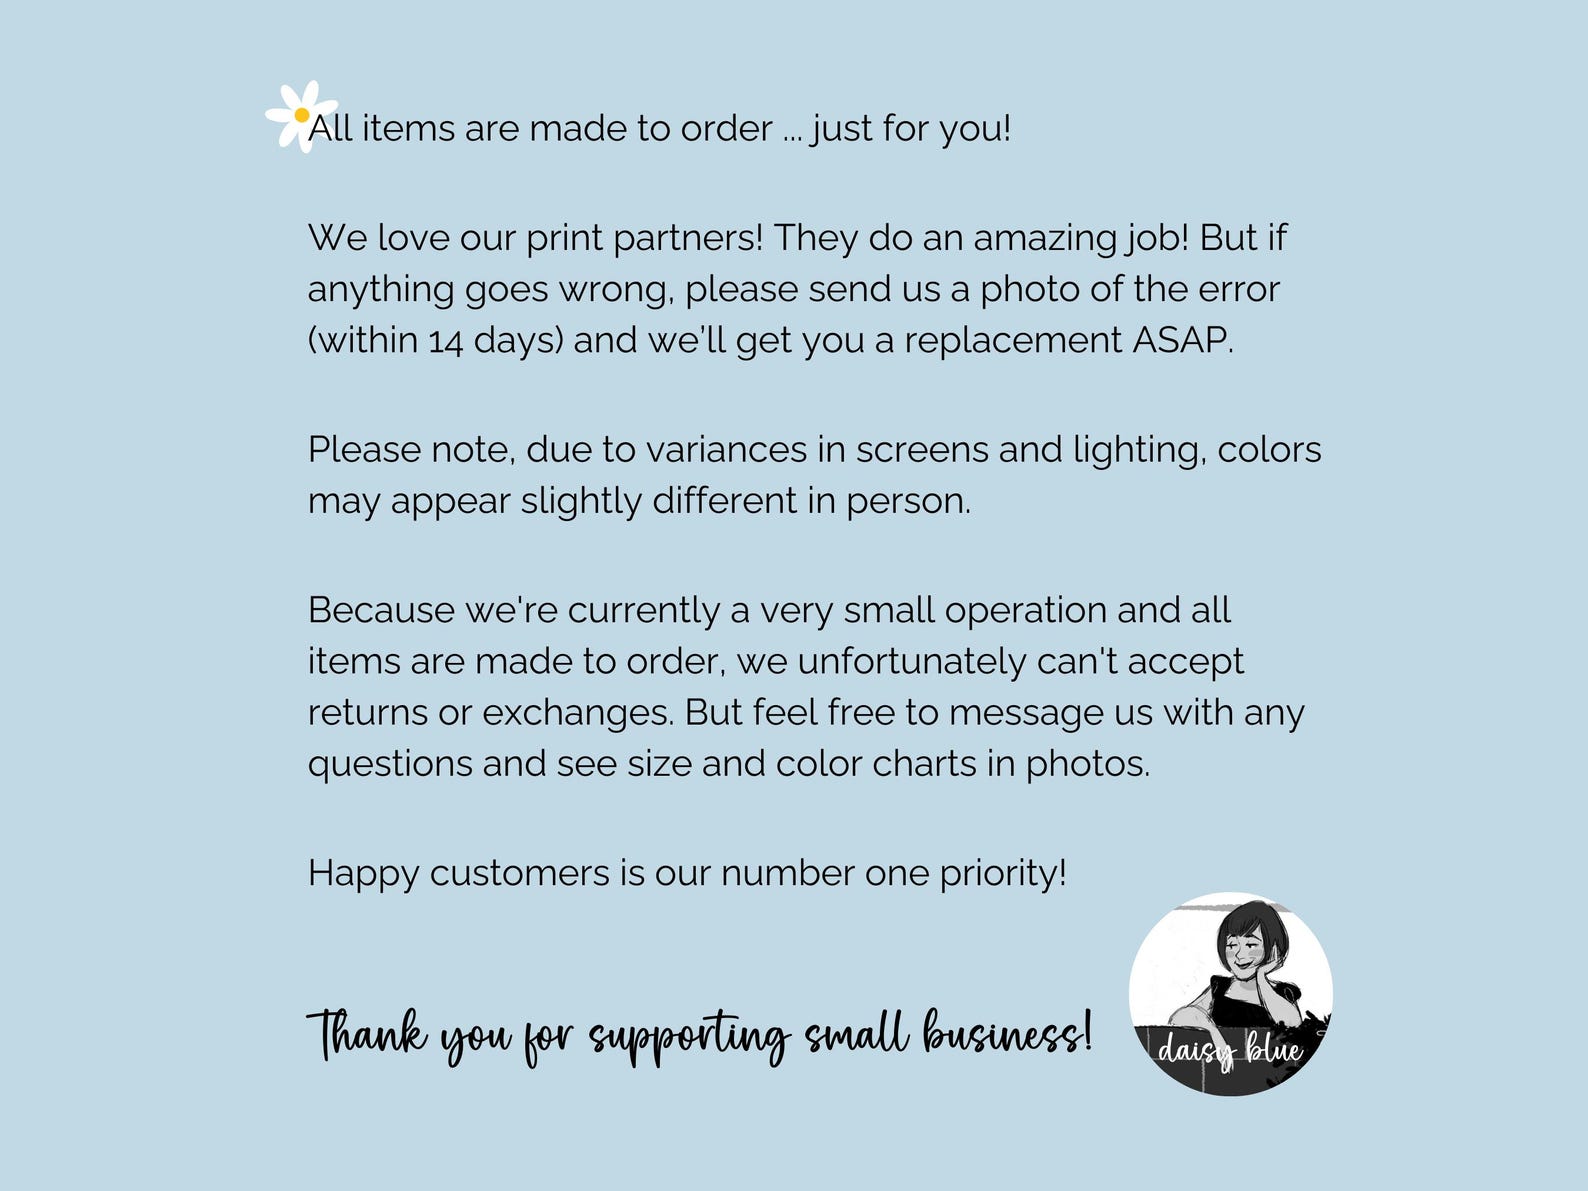 All items are made to order ... just for you!
We love our print partners! They do an amazing job! But if
anything goes wrong, please send us a photo of the error
(within 14 days) and we’ll get you a replacement ASAP.
Please note, due to variances in screens and lighting, colors
may appear slightly different in person.
Because we're currently a very small operation and all
items are made to order, we unfortunately can't accept
returns or exchanges. But feel free to message us with any
questions and see size and color charts in photos.
Happy customers is our number one priority!
Thank you for supporting small business!
daisy blue